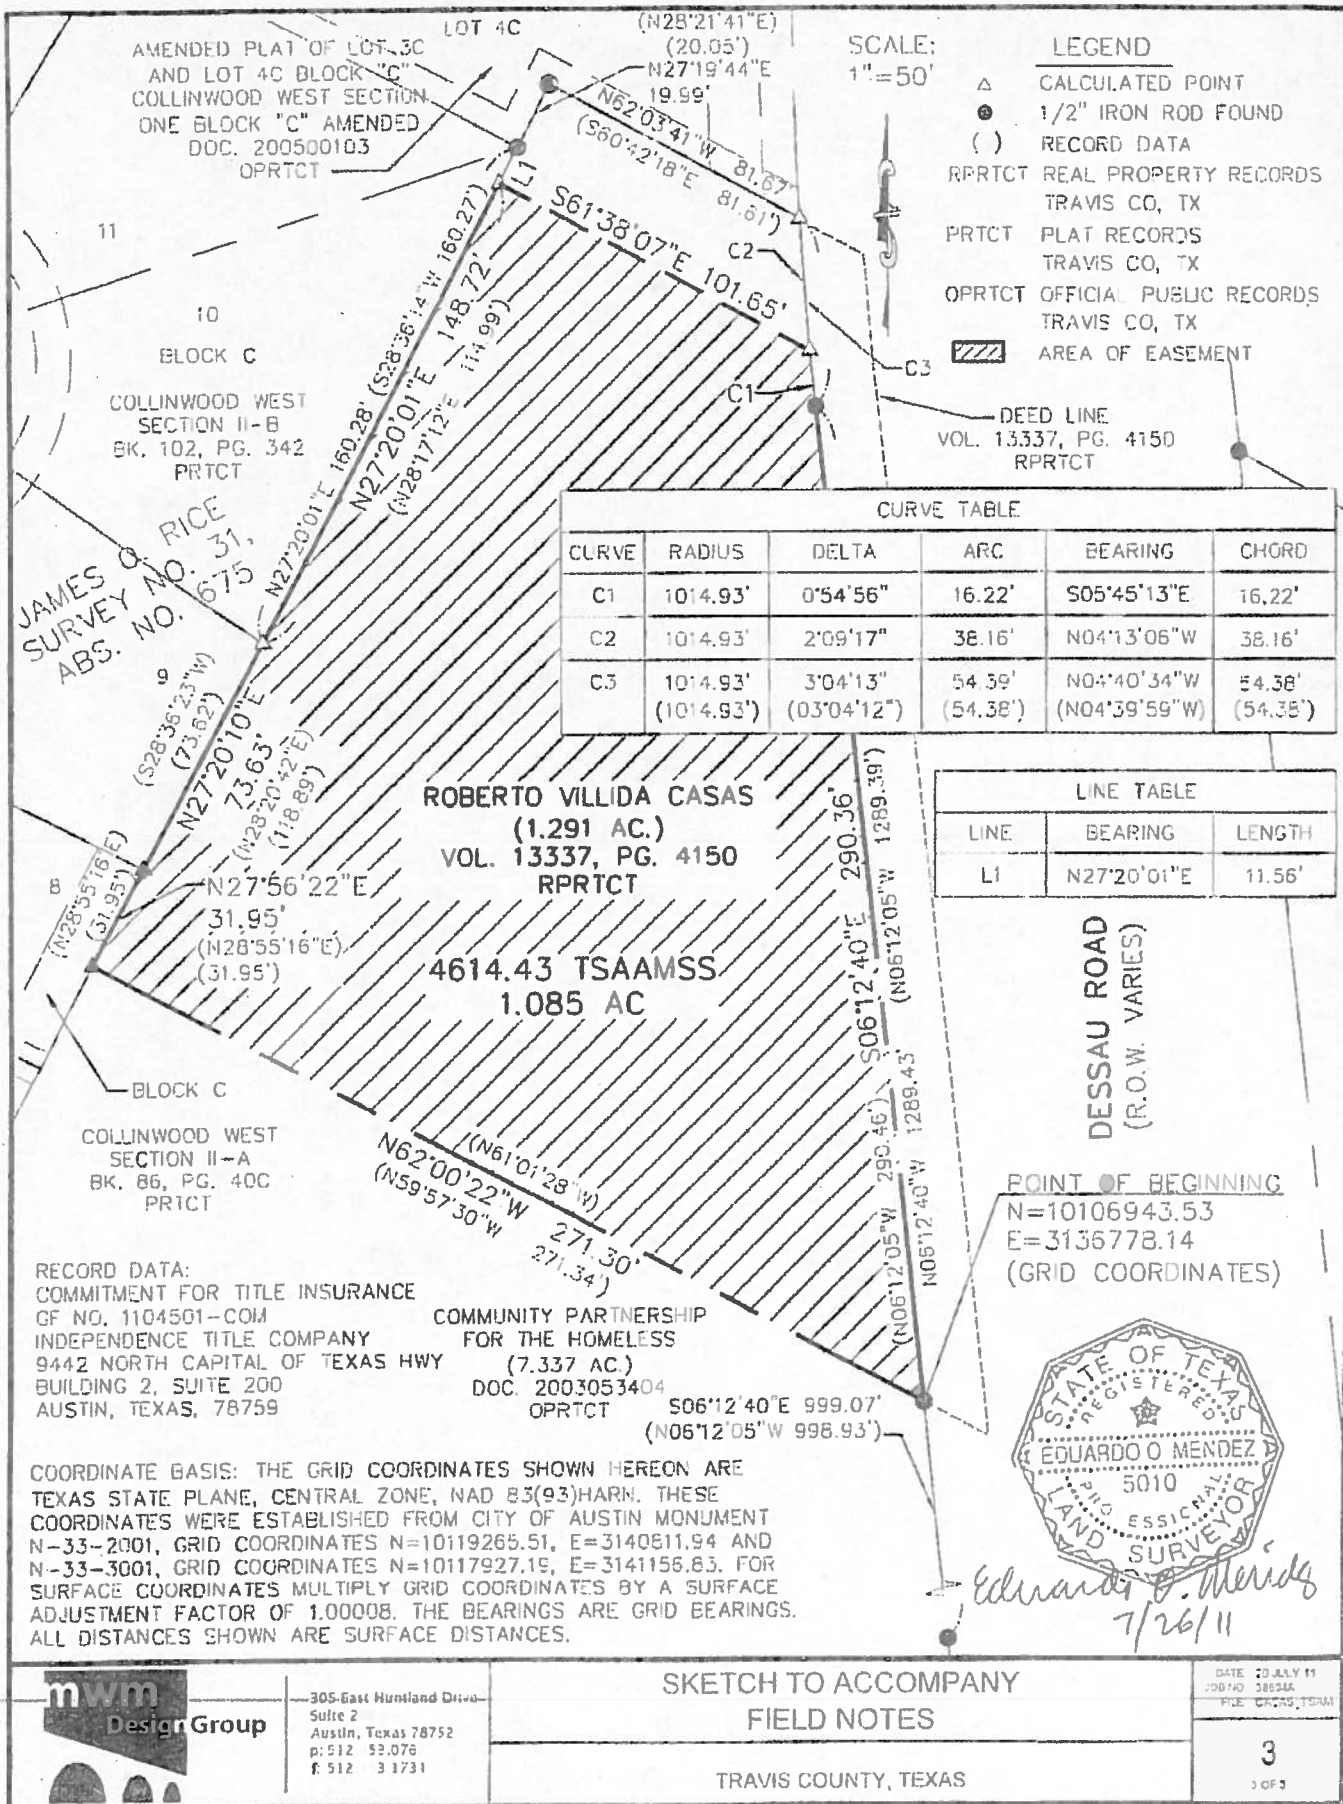 LOT 4C
AMENDED PLAT OF LOT 3C
AND LOT 4C BLOCK "C"
COLLINWOOD WEST SECTION
ONE BLOCK "C" AMENDED
DOC. 200500103
OPRTCT
(N28°21'41"E)
(20.05')
N27°19'44"E
19.99'
N62°03'41"W 81.67'
(S60°42'18"E 81.61')
SCALE:
1"=50'
LEGEND
CALCULATED POINT
1/2" IRON ROD FOUND
( ) RECORD DATA
RPRTCT REAL PROPERTY RECORDS
TRAVIS CO, TX
PRTCT PLAT RECORDS
TRAVIS CO, TX
OPRTCT OFFICIAL PUBLIC RECORDS
TRAVIS CO, TX
AREA OF EASEMENT
L1
S61°38'07"E 101.65'
C2
C3
C1
DEED LINE
VOL. 13337, PG. 4150
RPRTCT
11
10
BLOCK C
COLLINWOOD WEST
SECTION II-B
BK. 102, PG. 342
PRTCT
N27°20'01"E 160.28' (S28°36'14"W 160.27')
N27°20'01"E 148.72'
(N28°17'12"E 114.99')
JAMES O. RICE
SURVEY NO. 31,
ABS. NO. 675
CURVE TABLE
CURVE RADIUS DELTA ARC BEARING CHORD
C1 1014.93' 0°54'56" 16.22' S05°45'13"E 16.22'
C2 1014.93' 2°09'17" 38.16' N04°13'06"W 38.16'
C3 1014.93' 3°04'13" 54.39' N04°40'34"W 54.38'
(1014.93') (03°04'12") (54.38') (N04°39'59"W) (54.38')
9
(S28°36'23"W)
(73.62')
N27°20'10"E
73.63'
(N28°20'42"E)
(118.89')
ROBERTO VILLIDA CASAS
(1.291 AC.)
VOL. 13337, PG. 4150
RPRTCT
LINE TABLE
LINE BEARING LENGTH
L1 N27°20'01"E 11.56'
8
(N28°55'16"E)
(31.95')
N27°56'22"E
31.95'
(N28°55'16"E)
(31.95')
4614.43 TSAAMSS
1.085 AC
S06°12'40"E 290.36'
(N06°12'05"W 1289.39')
(N06°12'05"W 290.46')
N06°12'40"W 1289.43'
DESSAU ROAD
(R.O.W. VARIES)
BLOCK C
COLLINWOOD WEST
SECTION II-A
BK. 86, PG. 40C
PRTCT
(N61°01'28"W)
N62°00'22"W 271.30'
(N59°57'30"W 271.34')
POINT OF BEGINNING
N=10106943.53
E=3136778.14
(GRID COORDINATES)
RECORD DATA:
COMMITMENT FOR TITLE INSURANCE
GF NO. 1104501-COM
INDEPENDENCE TITLE COMPANY
9442 NORTH CAPITAL OF TEXAS HWY
BUILDING 2, SUITE 200
AUSTIN, TEXAS, 78759
COMMUNITY PARTNERSHIP
FOR THE HOMELESS
(7.337 AC.)
DOC. 2003053404
OPRTCT
S06°12'40"E 999.07'
(N06°12'05"W 998.93')
STATE OF TEXAS
REGISTERED
EDUARDO O MENDEZ
5010
PROFESSIONAL
LAND SURVEYOR
Eduardo O. Mendez
7/26/11
COORDINATE BASIS: THE GRID COORDINATES SHOWN HEREON ARE
TEXAS STATE PLANE, CENTRAL ZONE, NAD 83(93)HARN. THESE
COORDINATES WERE ESTABLISHED FROM CITY OF AUSTIN MONUMENT
N-33-2001, GRID COORDINATES N=10119265.51, E=3140811.94 AND
N-33-3001, GRID COORDINATES N=10117927.19, E=3141156.83. FOR
SURFACE COORDINATES MULTIPLY GRID COORDINATES BY A SURFACE
ADJUSTMENT FACTOR OF 1.00008. THE BEARINGS ARE GRID BEARINGS.
ALL DISTANCES SHOWN ARE SURFACE DISTANCES.
mwm
DesignGroup
305 East Huntland Drive
Suite 2
Austin, Texas 78752
p: 512
f: 512
SKETCH TO ACCOMPANY
FIELD NOTES
TRAVIS COUNTY, TEXAS
DATE 20 JULY 11
JOB NO
FILE CASAS_TSAM
3
3 OF 3